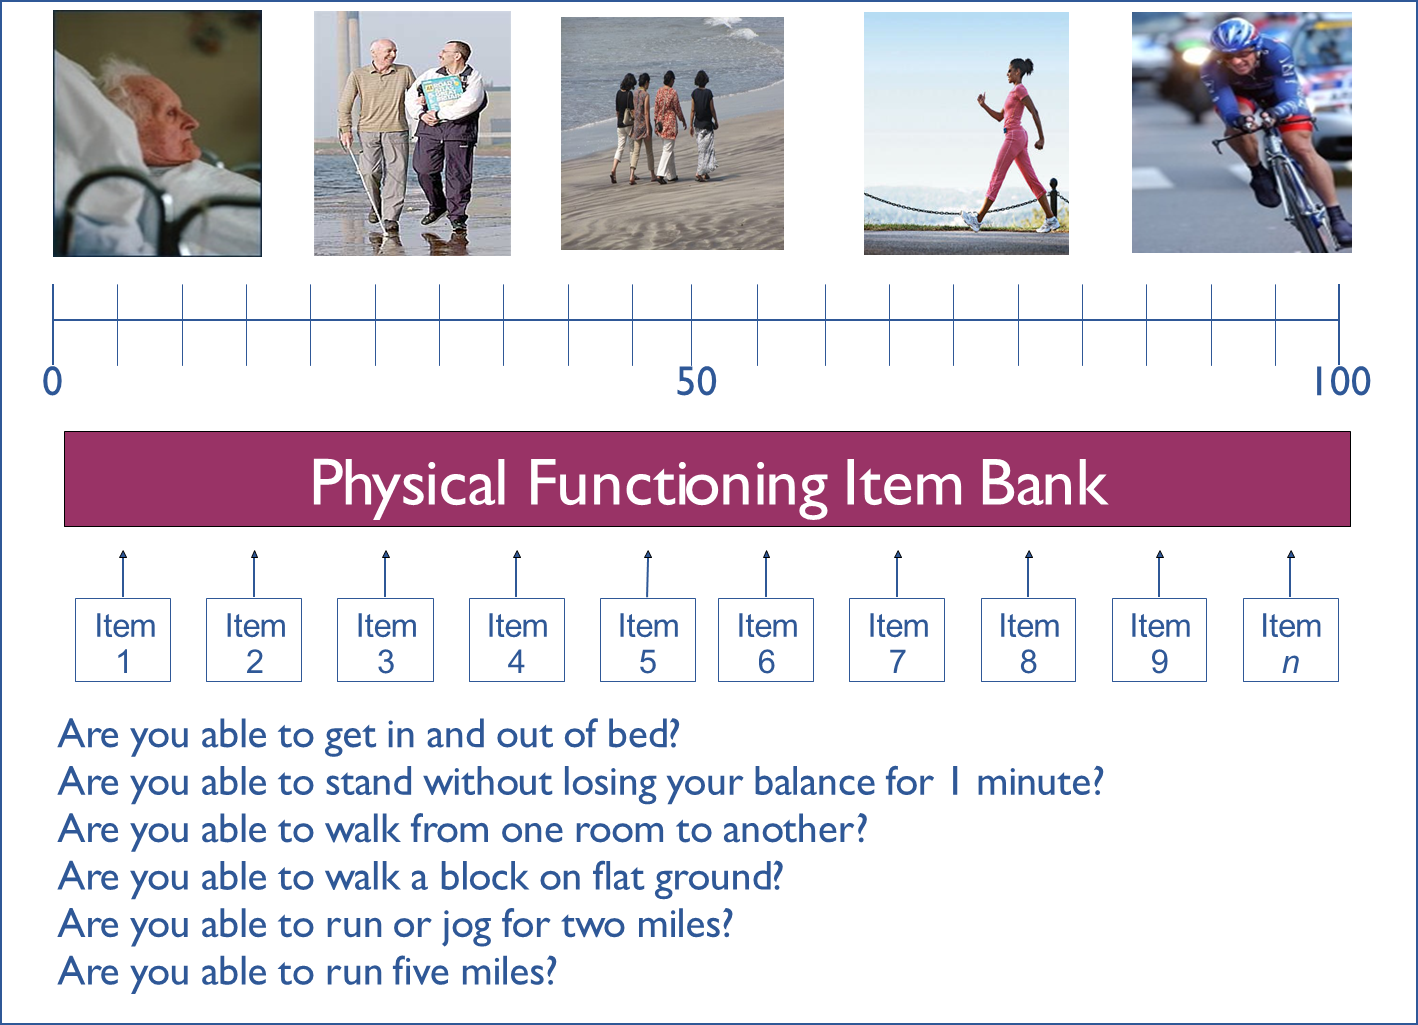 0
50
100
Physical Functioning Item Bank
Item
1
Item
2
Item
3
Item
4
Item
5
Item
6
Item
7
Item
8
Item
9
Item
n
Are you able to get in and out of bed?
Are you able to stand without losing your balance for 1 minute?
Are you able to walk from one room to another?
Are you able to walk a block on flat ground?
Are you able to run or jog for two miles?
Are you able to run five miles?